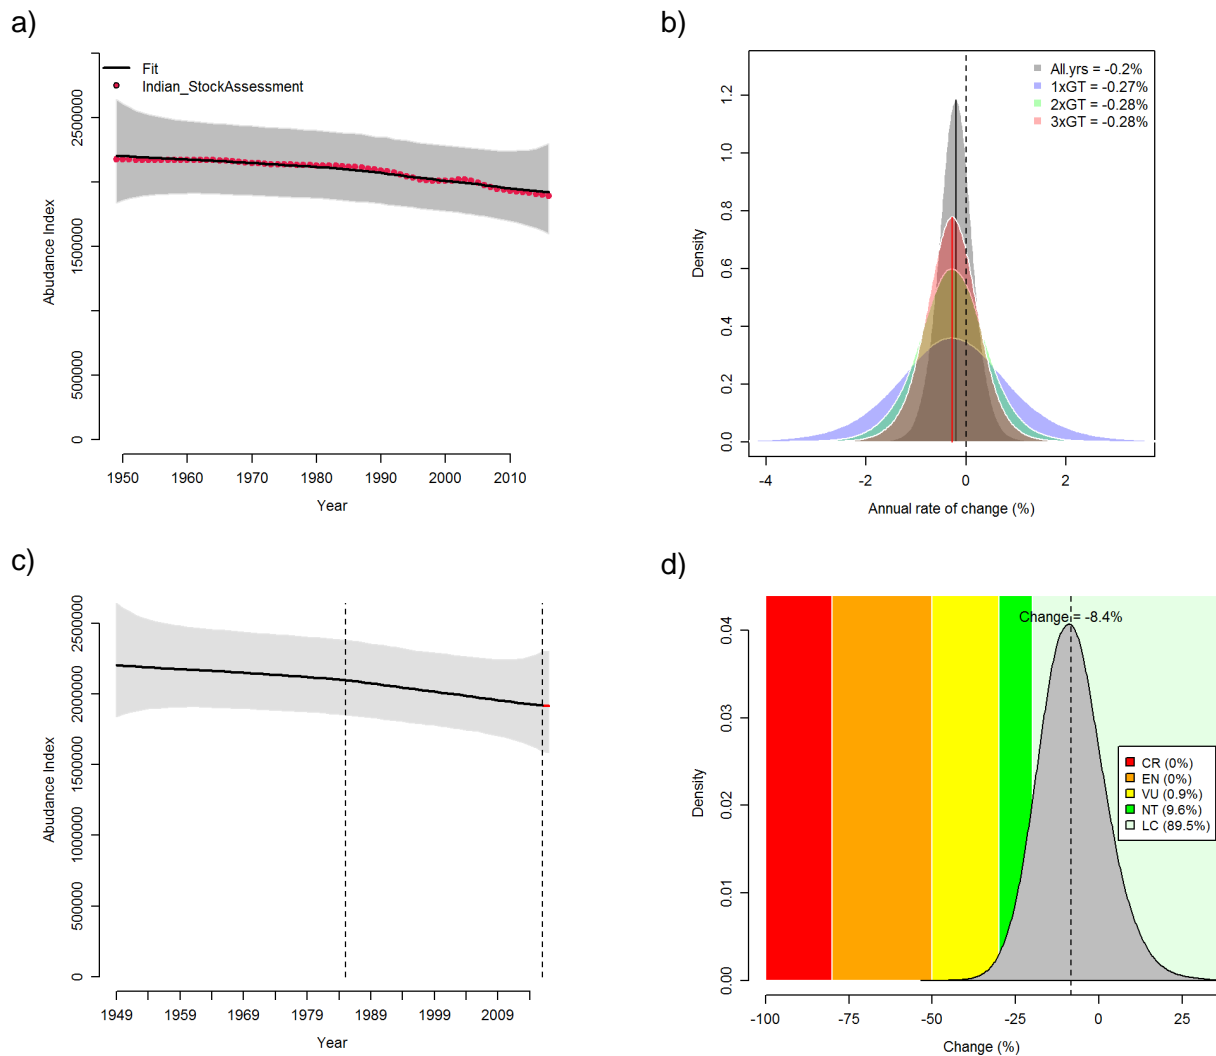 a)
Fit
Indian_StockAssessment
Abudance Index
0
500000
1500000
2500000
1950
1960
1970
1980
1990
2000
2010
Year
b)
All.yrs = -0.2%
1xGT = -0.27%
2xGT = -0.28%
3xGT = -0.28%
Density
0.0
0.2
0.4
0.6
0.8
1.0
1.2
-4
-2
0
2
Annual rate of change (%)
c)
Abudance Index
0
500000
1000000
1500000
2000000
2500000
1949
1959
1969
1979
1989
1999
2009
Year
d)
Change = -8.4%
CR (0%)
EN (0%)
VU (0.9%)
NT (9.6%)
LC (89.5%)
Density
0.00
0.01
0.02
0.03
0.04
-100
-75
-50
-25
0
25
Change (%)